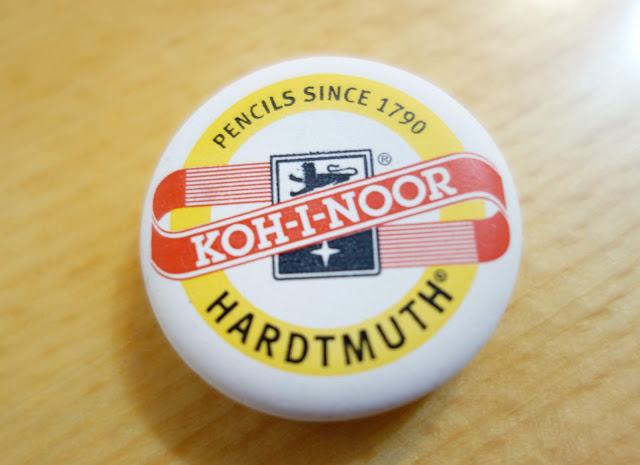 PENCILS SINCE 1790
®
KOH-I-NOOR
HARDTMUTH®